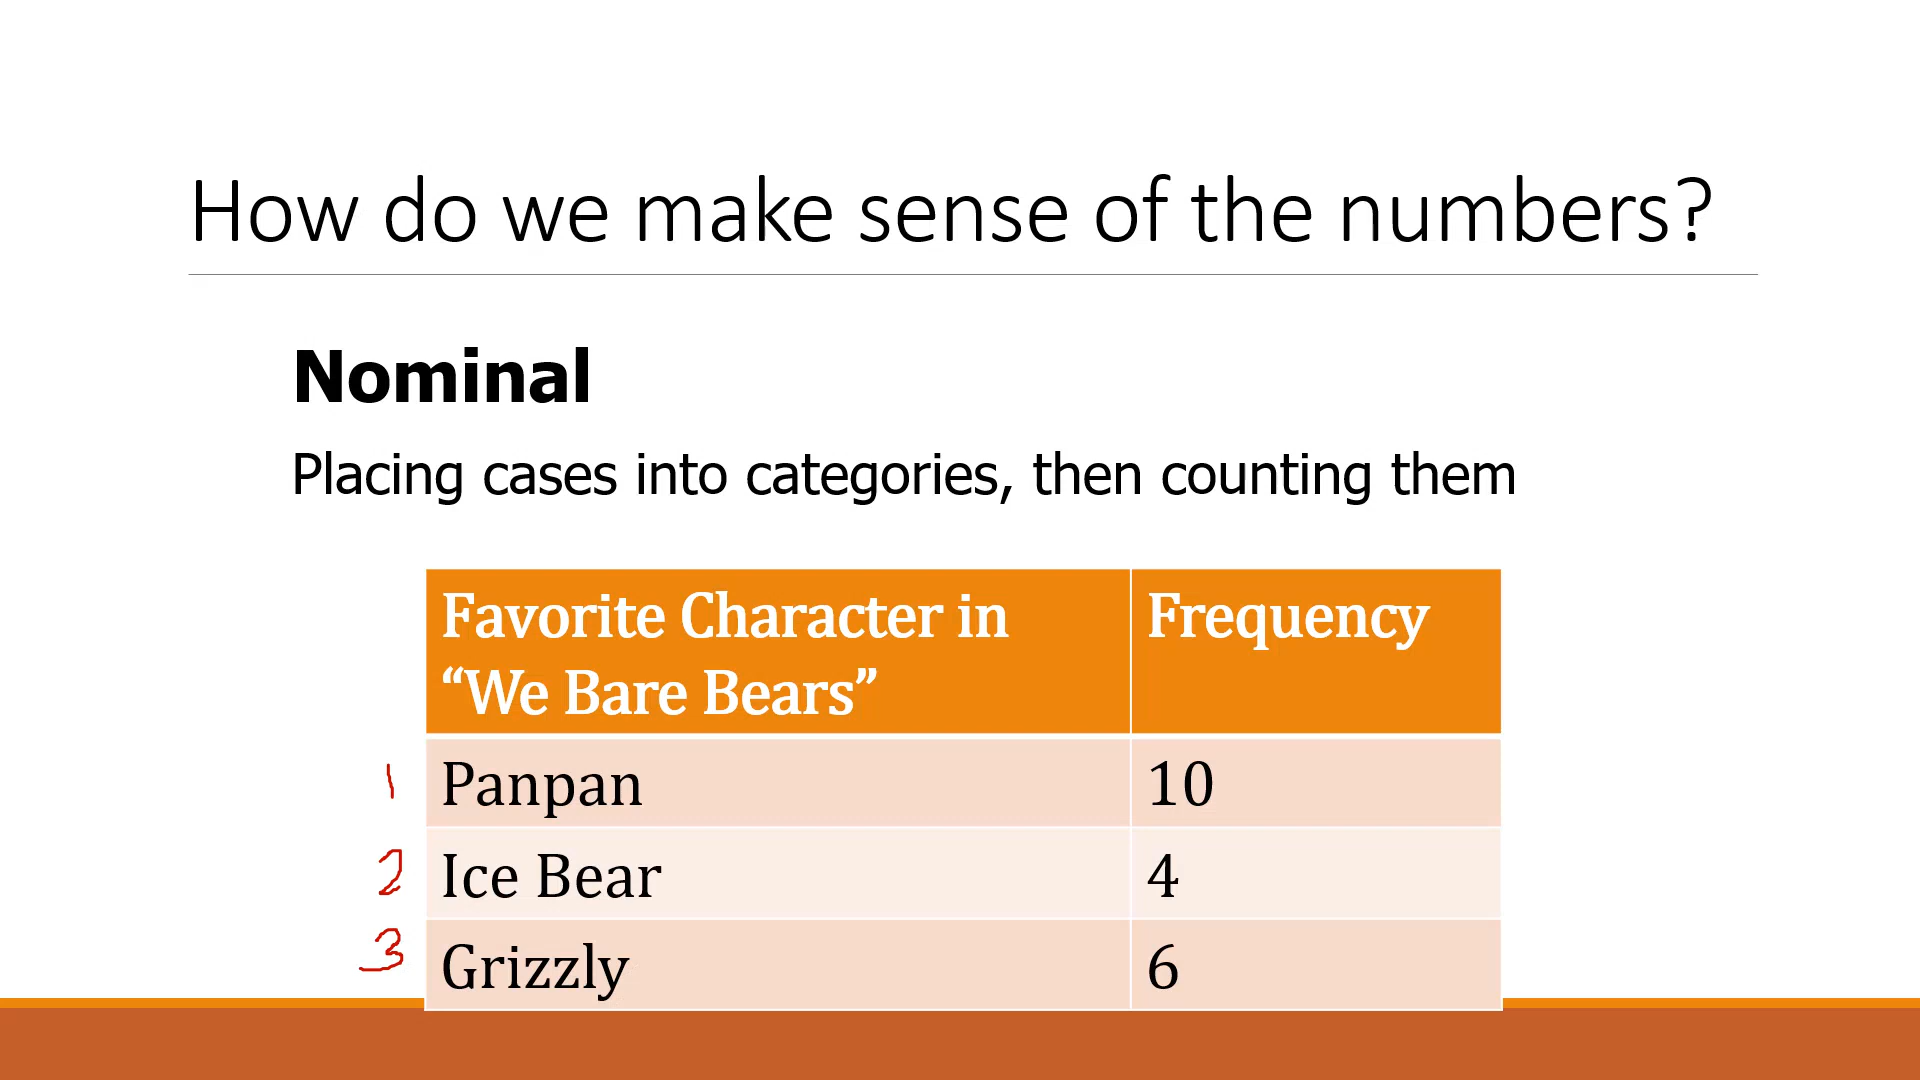 How do we make sense of the numbers?
Nominal
Placing cases into categories, then counting them
Favorite Character in Frequency
“We Bare Bears”
1 Panpan 10
2 Ice Bear 4
3 Grizzly 6